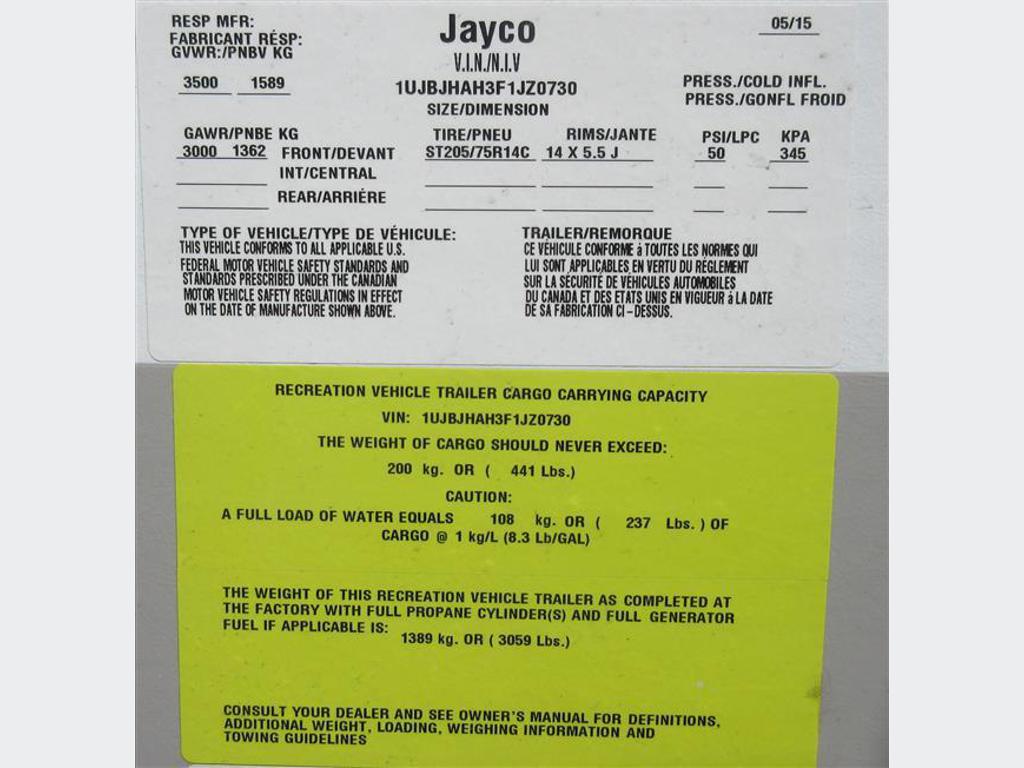 RESP MFR:
FABRICANT RÉSP:
GVWR:/PNBV KG
3500 1589
Jayco
V.I.N./N.I.V
1UJBJHAH3F1JZ0730
SIZE/DIMENSION
05/15
PRESS./COLD INFL.
PRESS./GONFL FROID
GAWR/PNBE KG TIRE/PNEU RIMS/JANTE PSI/LPC KPA
3000 1362 FRONT/DEVANT ST205/75R14C 14 X 5.5 J 50 345
INT/CENTRAL
REAR/ARRIÉRE
TYPE OF VEHICLE/TYPE DE VÉHICULE:
THIS VEHICLE CONFORMS TO ALL APPLICABLE U.S.
FEDERAL MOTOR VEHICLE SAFETY STANDARDS AND
STANDARDS PRESCRIBED UNDER THE CANADIAN
MOTOR VEHICLE SAFETY REGULATIONS IN EFFECT
ON THE DATE OF MANUFACTURE SHOWN ABOVE.
TRAILER/REMORQUE
CE VÉHICULE CONFORME à TOUTES LES NORMES QUI
LUI SONT APPLICABLES EN VERTU DU RÉGLEMENT
SUR LA SÉCURITÉ DE VÉHICULES AUTOMOBILES
DU CANADA ET DES ETATS UNIS EN VIGUEUR à LA DATE
DE SA FABRICATION CI-DESSUS.
RECREATION VEHICLE TRAILER CARGO CARRYING CAPACITY
VIN: 1UJBJHAH3F1JZ0730
THE WEIGHT OF CARGO SHOULD NEVER EXCEED:
200 kg. OR ( 441 Lbs.)
CAUTION:
A FULL LOAD OF WATER EQUALS 108 kg. OR ( 237 Lbs. ) OF
CARGO @ 1 kg/L (8.3 Lb/GAL)
THE WEIGHT OF THIS RECREATION VEHICLE TRAILER AS COMPLETED AT
THE FACTORY WITH FULL PROPANE CYLINDER(S) AND FULL GENERATOR
FUEL IF APPLICABLE IS:
1389 kg. OR ( 3059 Lbs.)
CONSULT YOUR DEALER AND SEE OWNER'S MANUAL FOR DEFINITIONS,
ADDITIONAL WEIGHT, LOADING, WEIGHING INFORMATION AND
TOWING GUIDELINES